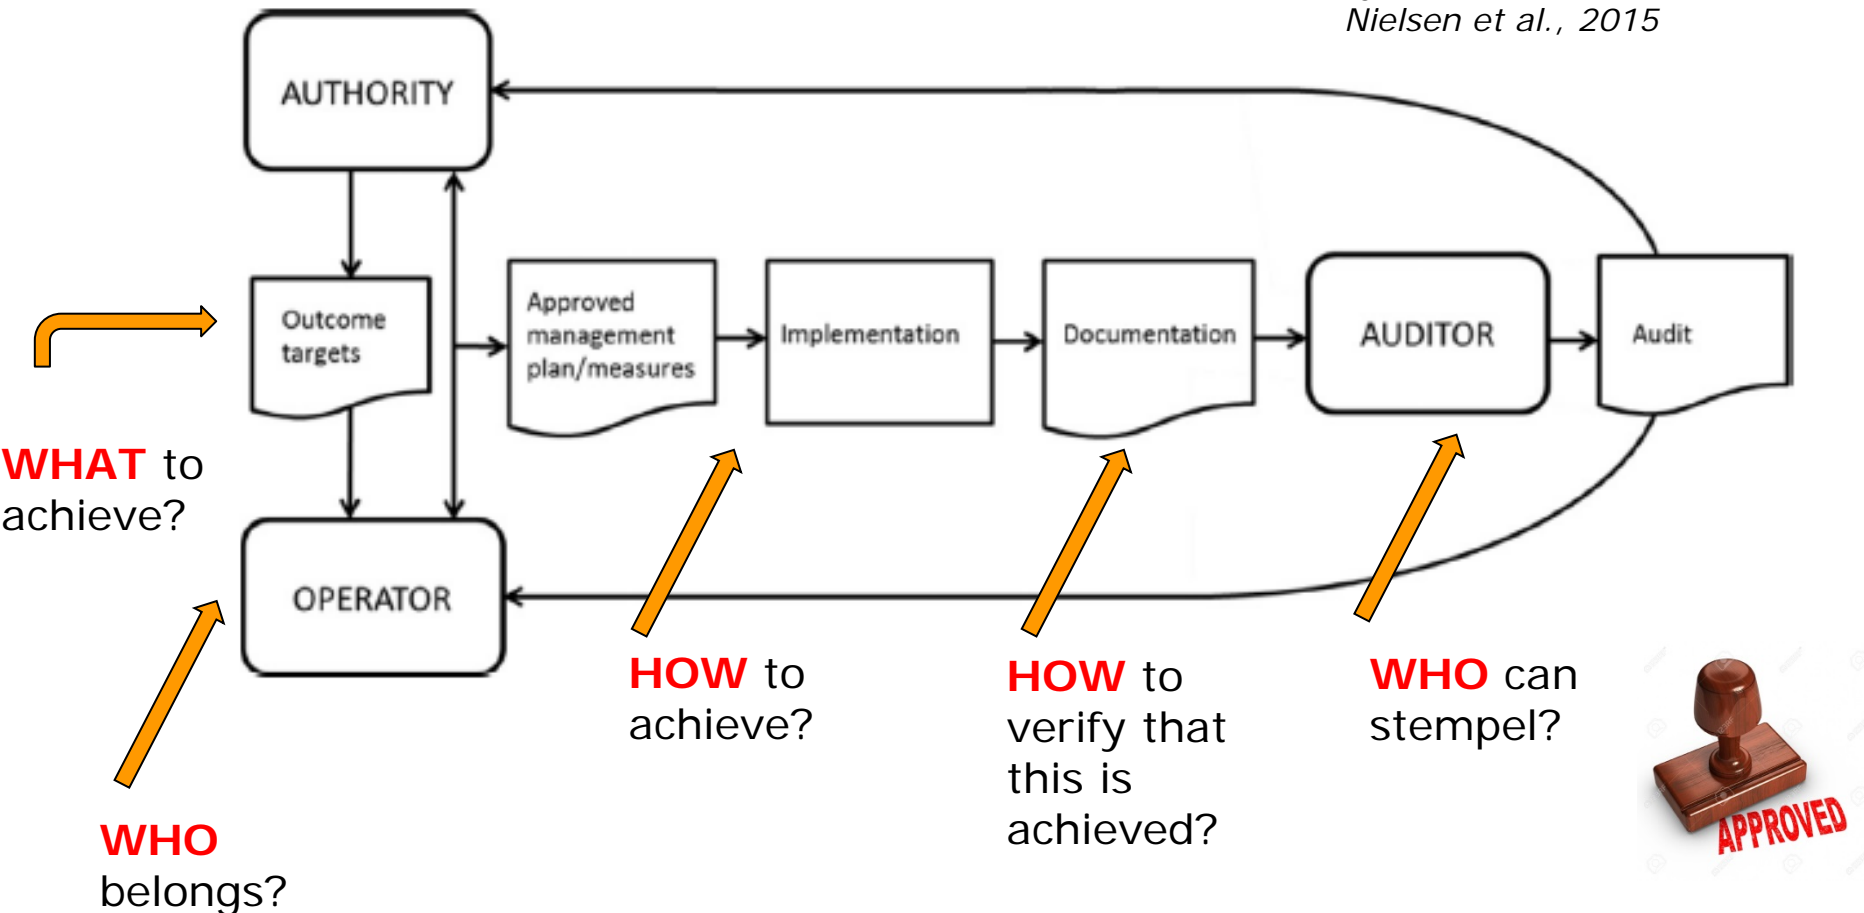 Nielsen et al., 2015
AUTHORITY
Outcome
targets
Approved
management
plan/measures
Implementation
Documentation
AUDITOR
Audit
WHAT to
achieve?
OPERATOR
HOW to
achieve?
HOW to
verify that
this is
achieved?
WHO can
stempel?
WHO
belongs?
APPROVED